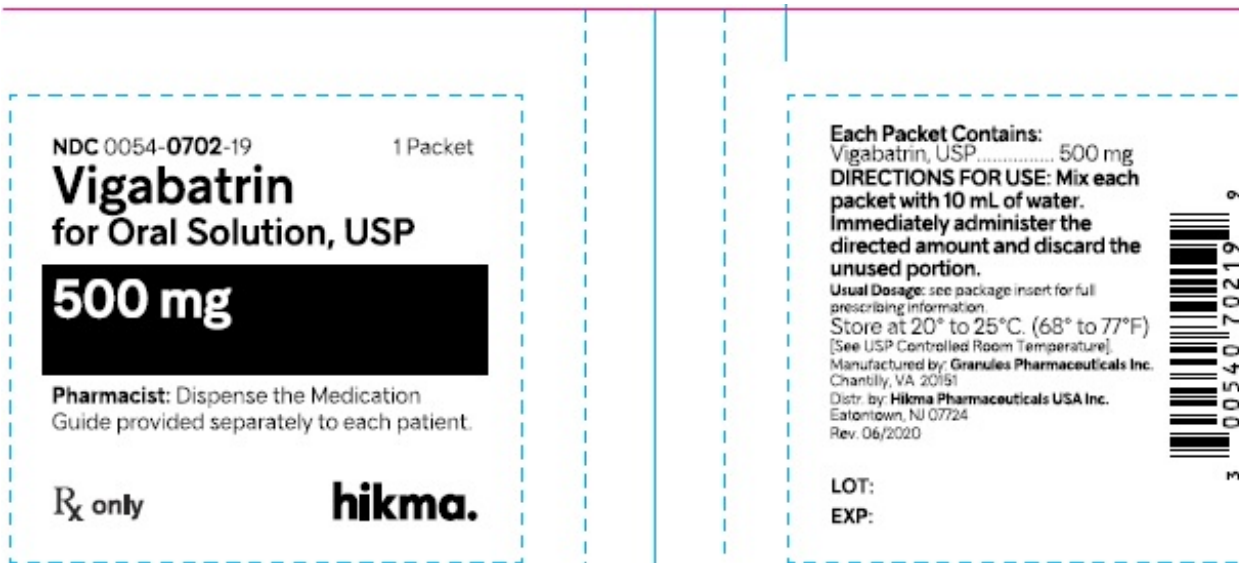 NDC 0054-0702-19 1 Packet
Vigabatrin
for Oral Solution, USP
500 mg
Pharmacist: Dispense the Medication
Guide provided separately to each patient.
Rx only
hikma.
Each Packet Contains:
Vigabatrin, USP................ 500 mg
DIRECTIONS FOR USE: Mix each
packet with 10 mL of water.
Immediately administer the
directed amount and discard the
unused portion.
Usual Dosage: see package insert for full
prescribing information.
Store at 20° to 25°C. (68° to 77°F)
[See USP Controlled Room Temperature].
Manufactured by: Granules Pharmaceuticals Inc.
Chantilly, VA 20151
Distr. by: Hikma Pharmaceuticals USA Inc.
Eatontown, NJ 07724
Rev. 06/2020
LOT:
EXP:
3 00540 70219 9